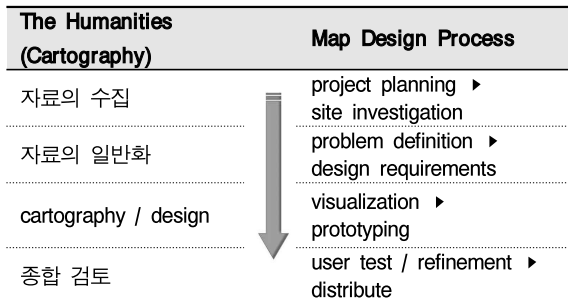 The Humanities
(Cartography)
Map Design Process
자료의 수집
project planning ▶
site investigation
자료의 일반화
problem definition ▶
design requirements
cartography / design
visualization ▶
prototyping
종합 검토
user test / refinement ▶
distribute